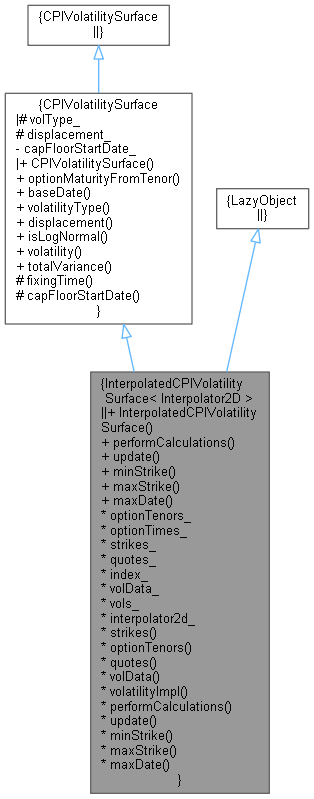 {CPIVolatilitySurface
||}
{CPIVolatilitySurface
|# volType_
# displacement_
- capFloorStartDate_
|+ CPIVolatilitySurface()
+ optionMaturityFromTenor()
+ baseDate()
+ volatilityType()
+ displacement()
+ isLogNormal()
+ volatility()
+ totalVariance()
# fixingTime()
# capFloorStartDate()
}
{LazyObject
||}
{InterpolatedCPIVolatility
Surface< Interpolator2D >
||+ InterpolatedCPIVolatility
Surface()
+ performCalculations()
+ update()
+ minStrike()
+ maxStrike()
+ maxDate()
* optionTenors_
* optionTimes_
* strikes_
* quotes_
* index_
* volData_
* vols_
* interpolator2d_
* strikes()
* optionTenors()
* quotes()
* volData()
* volatilityImpl()
* performCalculations()
* update()
* minStrike()
* maxStrike()
* maxDate()
}